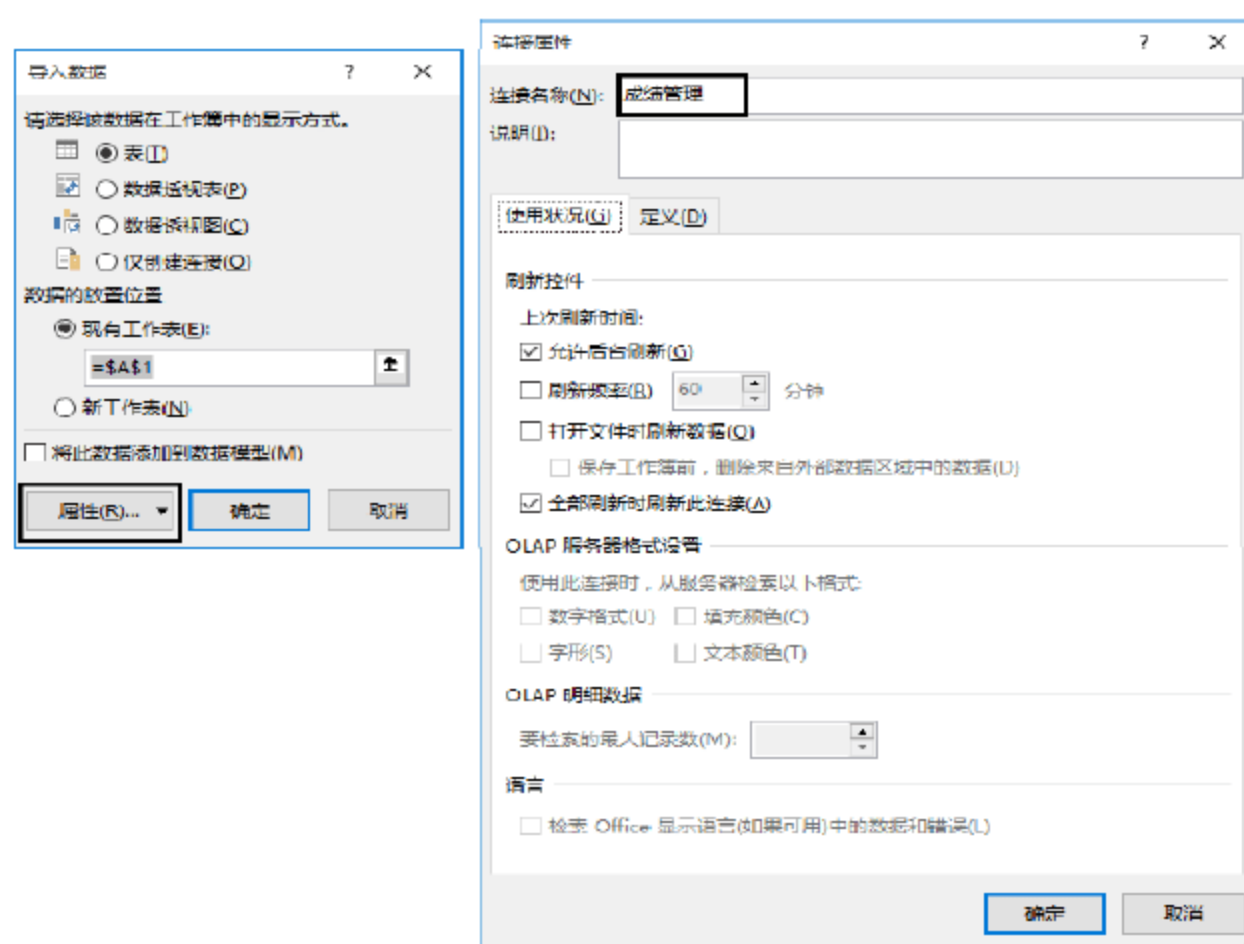 导入数据
请选择该数据在工作簿中的显示方式。
表(T)
数据透视表(P)
数据透视图(C)
仅创建连接(O)
数据的放置位置
现有工作表(E):
=$A$1
新工作表(N)
将此数据添加到数据模型(M)
属性(R)...
确定
取消
连接属性
连接名称(N): 成绩管理
说明(I):
使用状况(G) 定义(D)
刷新控件
上次刷新时间:
允许后台刷新(G)
刷新频率(R) 60 分钟
打开文件时刷新数据(O)
保存工作簿前，删除来自外部数据区域中的数据(D)
全部刷新时刷新此连接(A)
OLAP 服务器格式设置
使用此连接时，从服务器检索以下格式:
数字格式(U) 填充颜色(C)
字形(S) 文本颜色(T)
OLAP 明细数据
要检索的最大记录数(M):
语言
检索 Office 显示语言(如果可用)中的数据和错误(L)
确定 取消